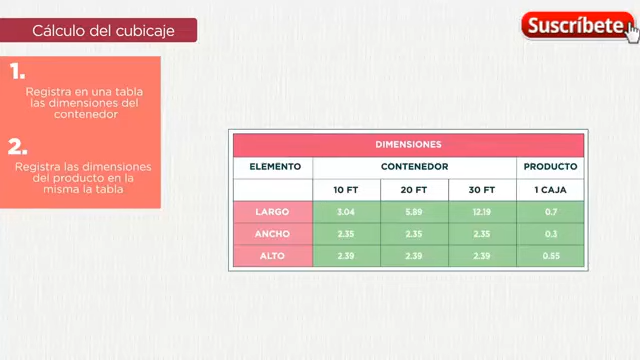 Cálculo del cubicaje
Suscríbete
1.
Registra en una tabla
las dimensiones del
contenedor
2.
Registra las dimensiones
del producto en la
misma la tabla
DIMENSIONES
ELEMENTO CONTENEDOR PRODUCTO
10 FT 20 FT 30 FT 1 CAJA
LARGO 3.04 5.89 12.19 0.7
ANCHO 2.35 2.35 2.35 0.3
ALTO 2.39 2.39 2.39 0.55